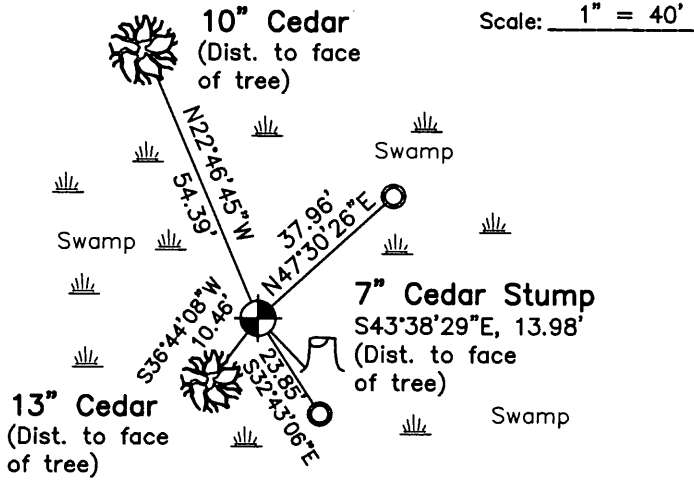 10” Cedar
(Dist. to face
of tree)
Scale: 1" = 40'
N22°46'45"W
54.39'
Swamp
37.96'
N47°30'26"E
Swamp
7” Cedar Stump
S43°38'29"E, 13.98'
(Dist. to face
of tree)
S36°44'08"W
10.46'
23.85'
S32°43'06"E
13” Cedar
(Dist. to face
of tree)
Swamp